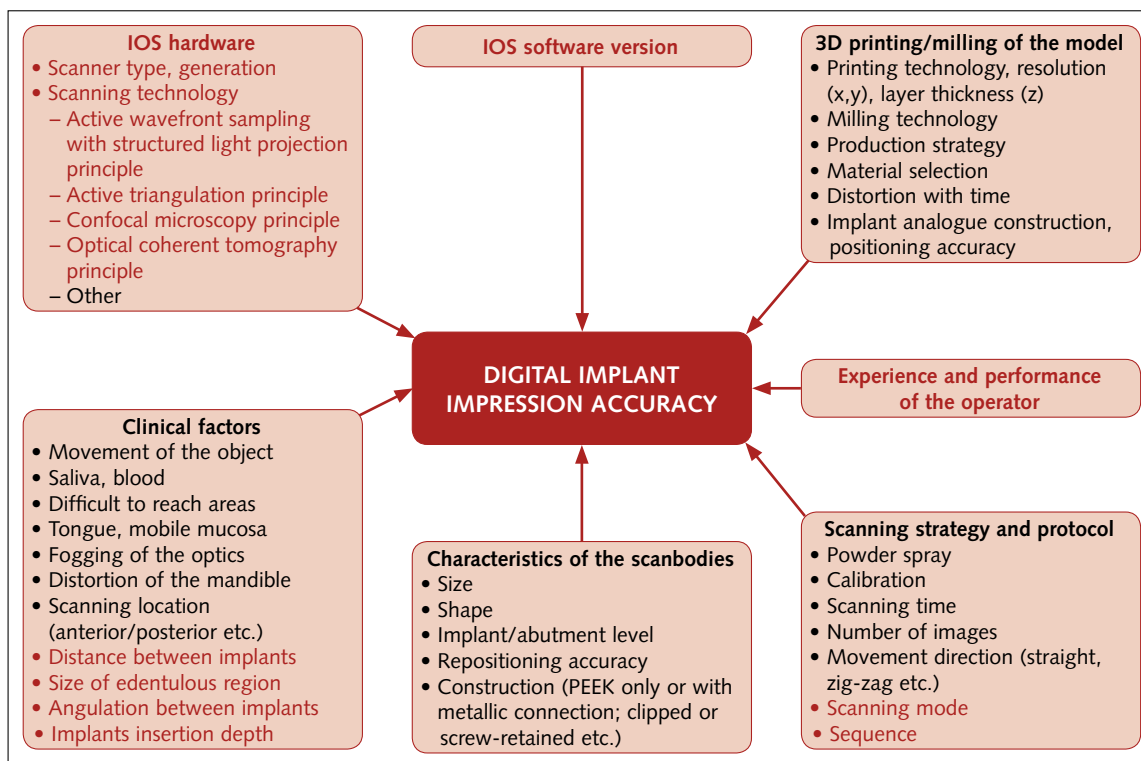 IOS hardware
• Scanner type, generation
• Scanning technology
– Active wavefront sampling
with structured light projection
principle
– Active triangulation principle
– Confocal microscopy principle
– Optical coherent tomography
principle
– Other
IOS software version
3D printing/milling of the model
• Printing technology, resolution
(x,y), layer thickness (z)
• Milling technology
• Production strategy
• Material selection
• Distortion with time
• Implant analogue construction,
positioning accuracy
DIGITAL IMPLANT
IMPRESSION ACCURACY
Experience and performance
of the operator
Clinical factors
• Movement of the object
• Saliva, blood
• Difficult to reach areas
• Tongue, mobile mucosa
• Fogging of the optics
• Distortion of the mandible
• Scanning location
(anterior/posterior etc.)
• Distance between implants
• Size of edentulous region
• Angulation between implants
• Implants insertion depth
Characteristics of the scanbodies
• Size
• Shape
• Implant/abutment level
• Repositioning accuracy
• Construction (PEEK only or with
metallic connection; clipped or
screw-retained etc.)
Scanning strategy and protocol
• Powder spray
• Calibration
• Scanning time
• Number of images
• Movement direction (straight,
zig-zag etc.)
• Scanning mode
• Sequence